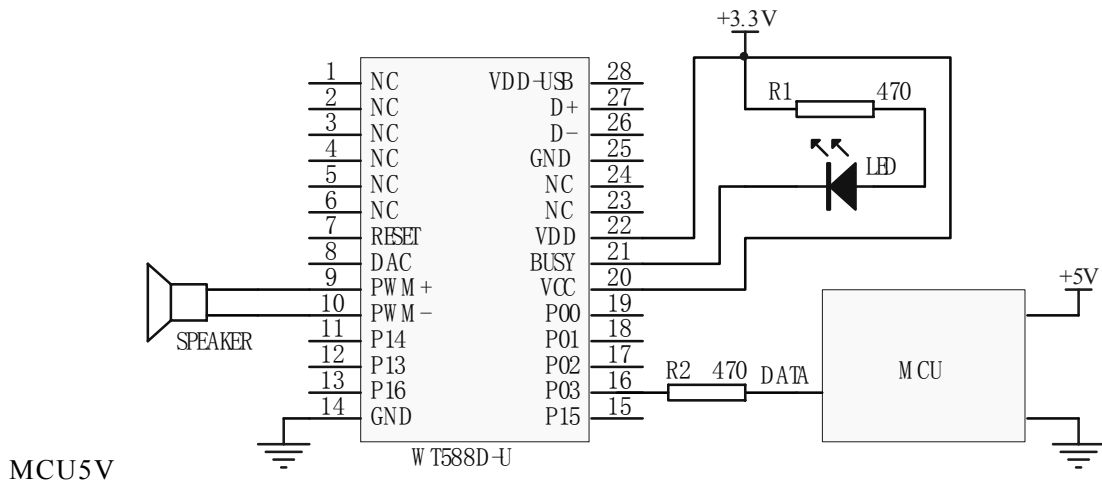 +3.3V
1 NC VDD-USB 28
2 NC D+ 27
3 NC D- 26
4 NC GND 25
5 NC NC 24
6 NC NC 23
7 RESET VDD 22
8 DAC BUSY 21
9 PWM+ VCC 20
10 PWM- P00 19
11 P14 P01 18
12 P13 P02 17
13 P16 P03 16
14 GND P15 15
WT588D-U
SPEAKER
R1 470
LED
R2 470 DATA
MCU
+5V
MCU5V